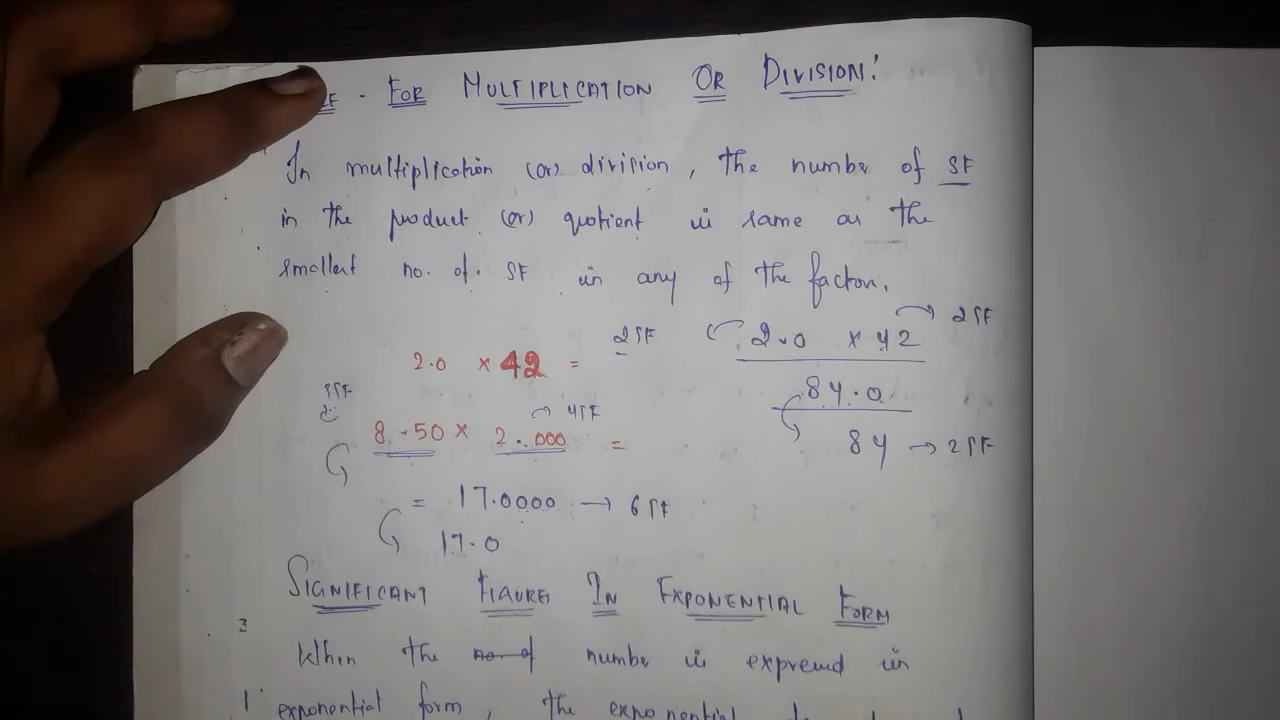 SF - FOR MULTIPLICATION OR DIVISION:
In multiplication (or) division, the number of SF
in the product (or) quotient is same as the
smallest no. of SF in any of the factors.
2.0 × 42 = 2SF
2.0 × 42 → 2SF
84.0
84 → 2SF
3SF
4SF
8.50 × 2.000 =
= 17.0000 → 6SF
17.0
SIGNIFICANT FIGURES IN EXPONENTIAL FORM
When the no of number is expressed in
exponential form, the exponential